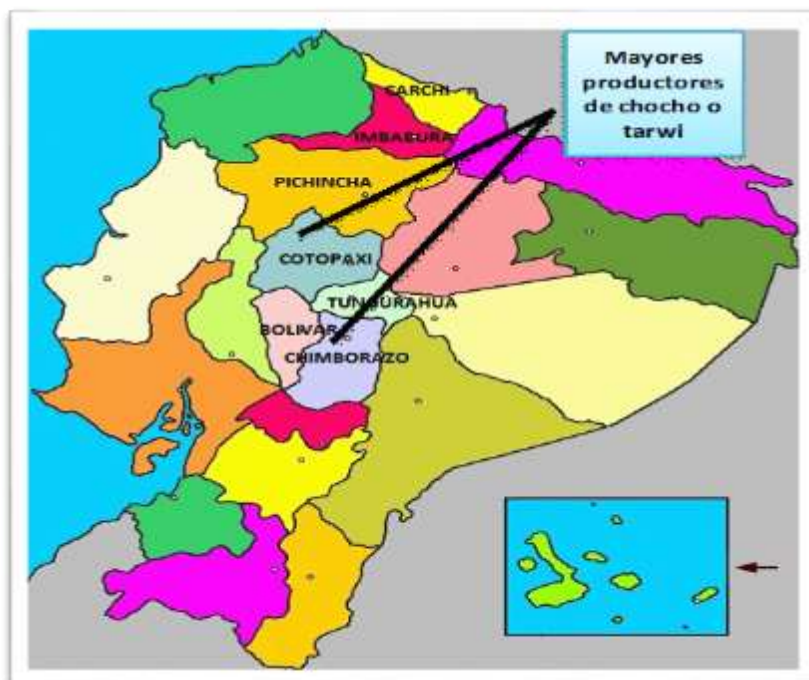 Mayores
productores
de chocho o
tarwi
CARCHI
IMBABURA
PICHINCHA
COTOPAXI
TUNGURAHUA
BOLIVAR
CHIMBORAZO